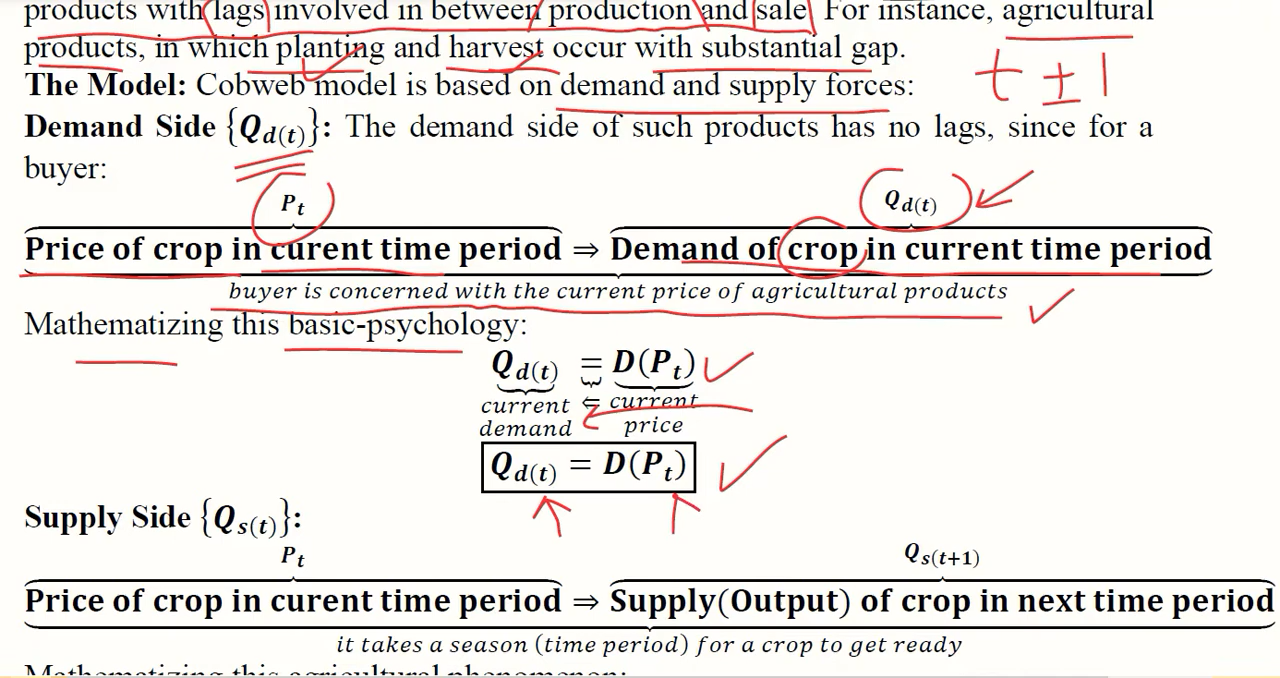 products with lags involved in between production and sale. For instance, agricultural
products, in which planting and harvest occur with substantial gap.
The Model: Cobweb model is based on demand and supply forces:
t ± 1
Demand Side {Q_d(t)}: The demand side of such products has no lags, since for a
buyer:
P_t Q_d(t)
Price of crop in curent time period ⇒ Demand of crop in current time period
buyer is concerned with the current price of agricultural products
Mathematizing this basic-psychology:
Q_d(t) = D(P_t)
current ⇐ current
demand price
Q_d(t) = D(P_t)
Supply Side {Q_s(t)}:
P_t Q_s(t+1)
Price of crop in curent time period ⇒ Supply(Output) of crop in next time period
it takes a season (time period) for a crop to get ready
Mathematizing this agricultural phenomenon: